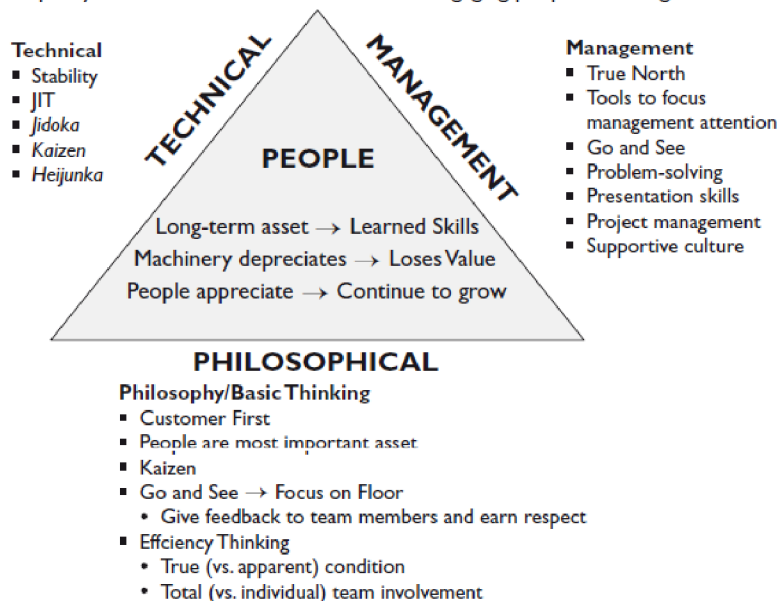 Technical
▪ Stability
▪ JIT
▪ Jidoka
▪ Kaizen
▪ Heijunka
TECHNICAL
MANAGEMENT
PEOPLE
Long-term asset → Learned Skills
Machinery depreciates → Loses Value
People appreciate → Continue to grow
Management
▪ True North
▪ Tools to focus
management attention
▪ Go and See
▪ Problem-solving
▪ Presentation skills
▪ Project management
▪ Supportive culture
PHILOSOPHICAL
Philosophy/Basic Thinking
▪ Customer First
▪ People are most important asset
▪ Kaizen
▪ Go and See → Focus on Floor
• Give feedback to team members and earn respect
▪ Effciency Thinking
• True (vs. apparent) condition
• Total (vs. individual) team involvement